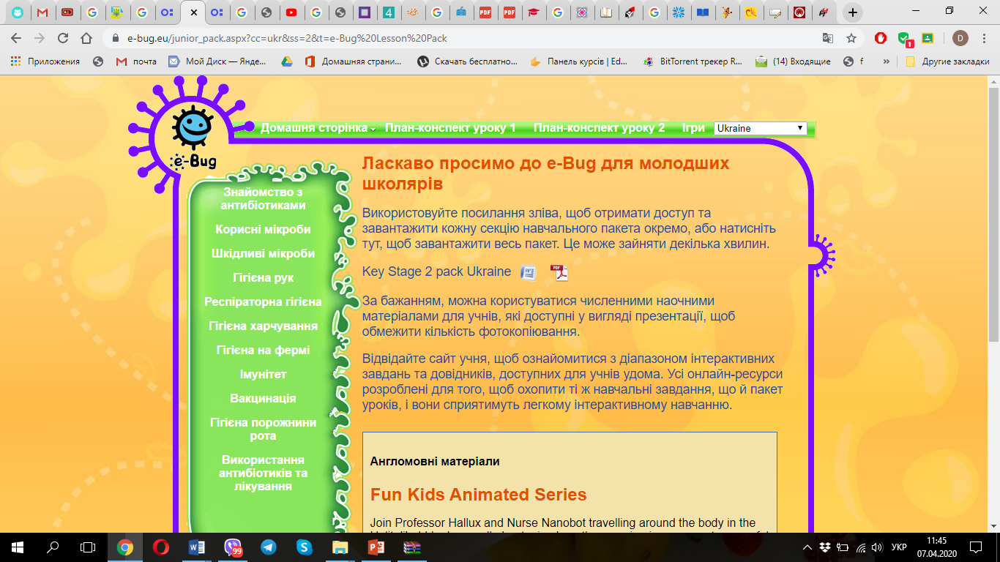 e-bug.eu/junior_pack.aspx?cc=ukr&ss=2&t=e-Bug%20Lesson%20Pack
D
1
Приложения
почта
Мой Диск — Янде...
Домашняя страни...
Скачать бесплатно...
Панель курсів | Ed...
BitTorrent трекер R...
(14) Входящие
f
»
Другие закладки
e-Bug
Домашня сторінка
План-конспект уроку 1
План-конспект уроку 2
Ігри
Ukraine
Знайомство з
антибіотиками
Корисні мікроби
Шкідливі мікроби
Гігієна рук
Респіраторна гігієна
Гігієна харчування
Гігієна на фермі
Імунітет
Вакцинація
Гігієна порожнини
рота
Використання
антибіотиків та
лікування
Ласкаво просимо до e-Bug для молодших
школярів
Використовуйте посилання зліва, щоб отримати доступ та
завантажити кожну секцію навчального пакета окремо, або натисніть
тут, щоб завантажити весь пакет. Це може зайняти декілька хвилин.
Key Stage 2 pack Ukraine
За бажанням, можна користуватися численними наочними
матеріалами для учнів, які доступні у вигляді презентації, щоб
обмежити кількість фотокопіювання.
Відвідайте сайт учня, щоб ознайомитися з діапазоном інтерактивних
завдань та довідників, доступних для учнів удома. Усі онлайн-ресурси
розроблені для того, щоб охопити ті ж навчальні завдання, що й пакет
уроків, і вони сприятимуть легкому інтерактивному навчанню.
Англомовні матеріали
Fun Kids Animated Series
Join Professor Hallux and Nurse Nanobot travelling around the body in the
99
УКР
11:45
07.04.2020